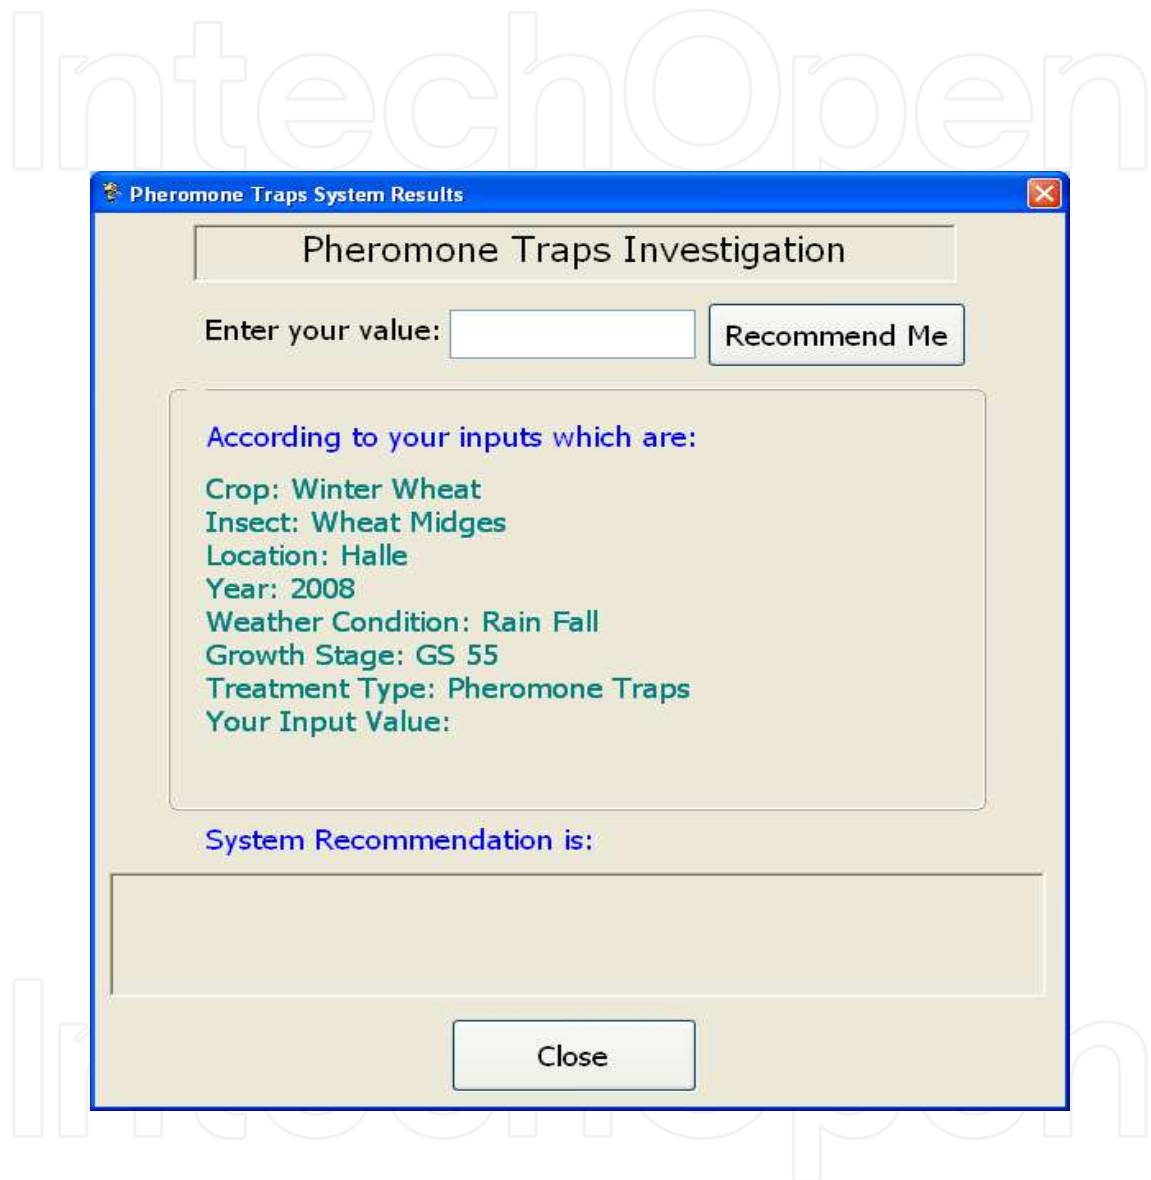 IntechOpen
Pheromone Traps System Results
Pheromone Traps Investigation
Enter your value:
Recommend Me
According to your inputs which are:
Crop: Winter Wheat
Insect: Wheat Midges
Location: Halle
Year: 2008
Weather Condition: Rain Fall
Growth Stage: GS 55
Treatment Type: Pheromone Traps
Your Input Value:
System Recommendation is:
Close
IntechOpen